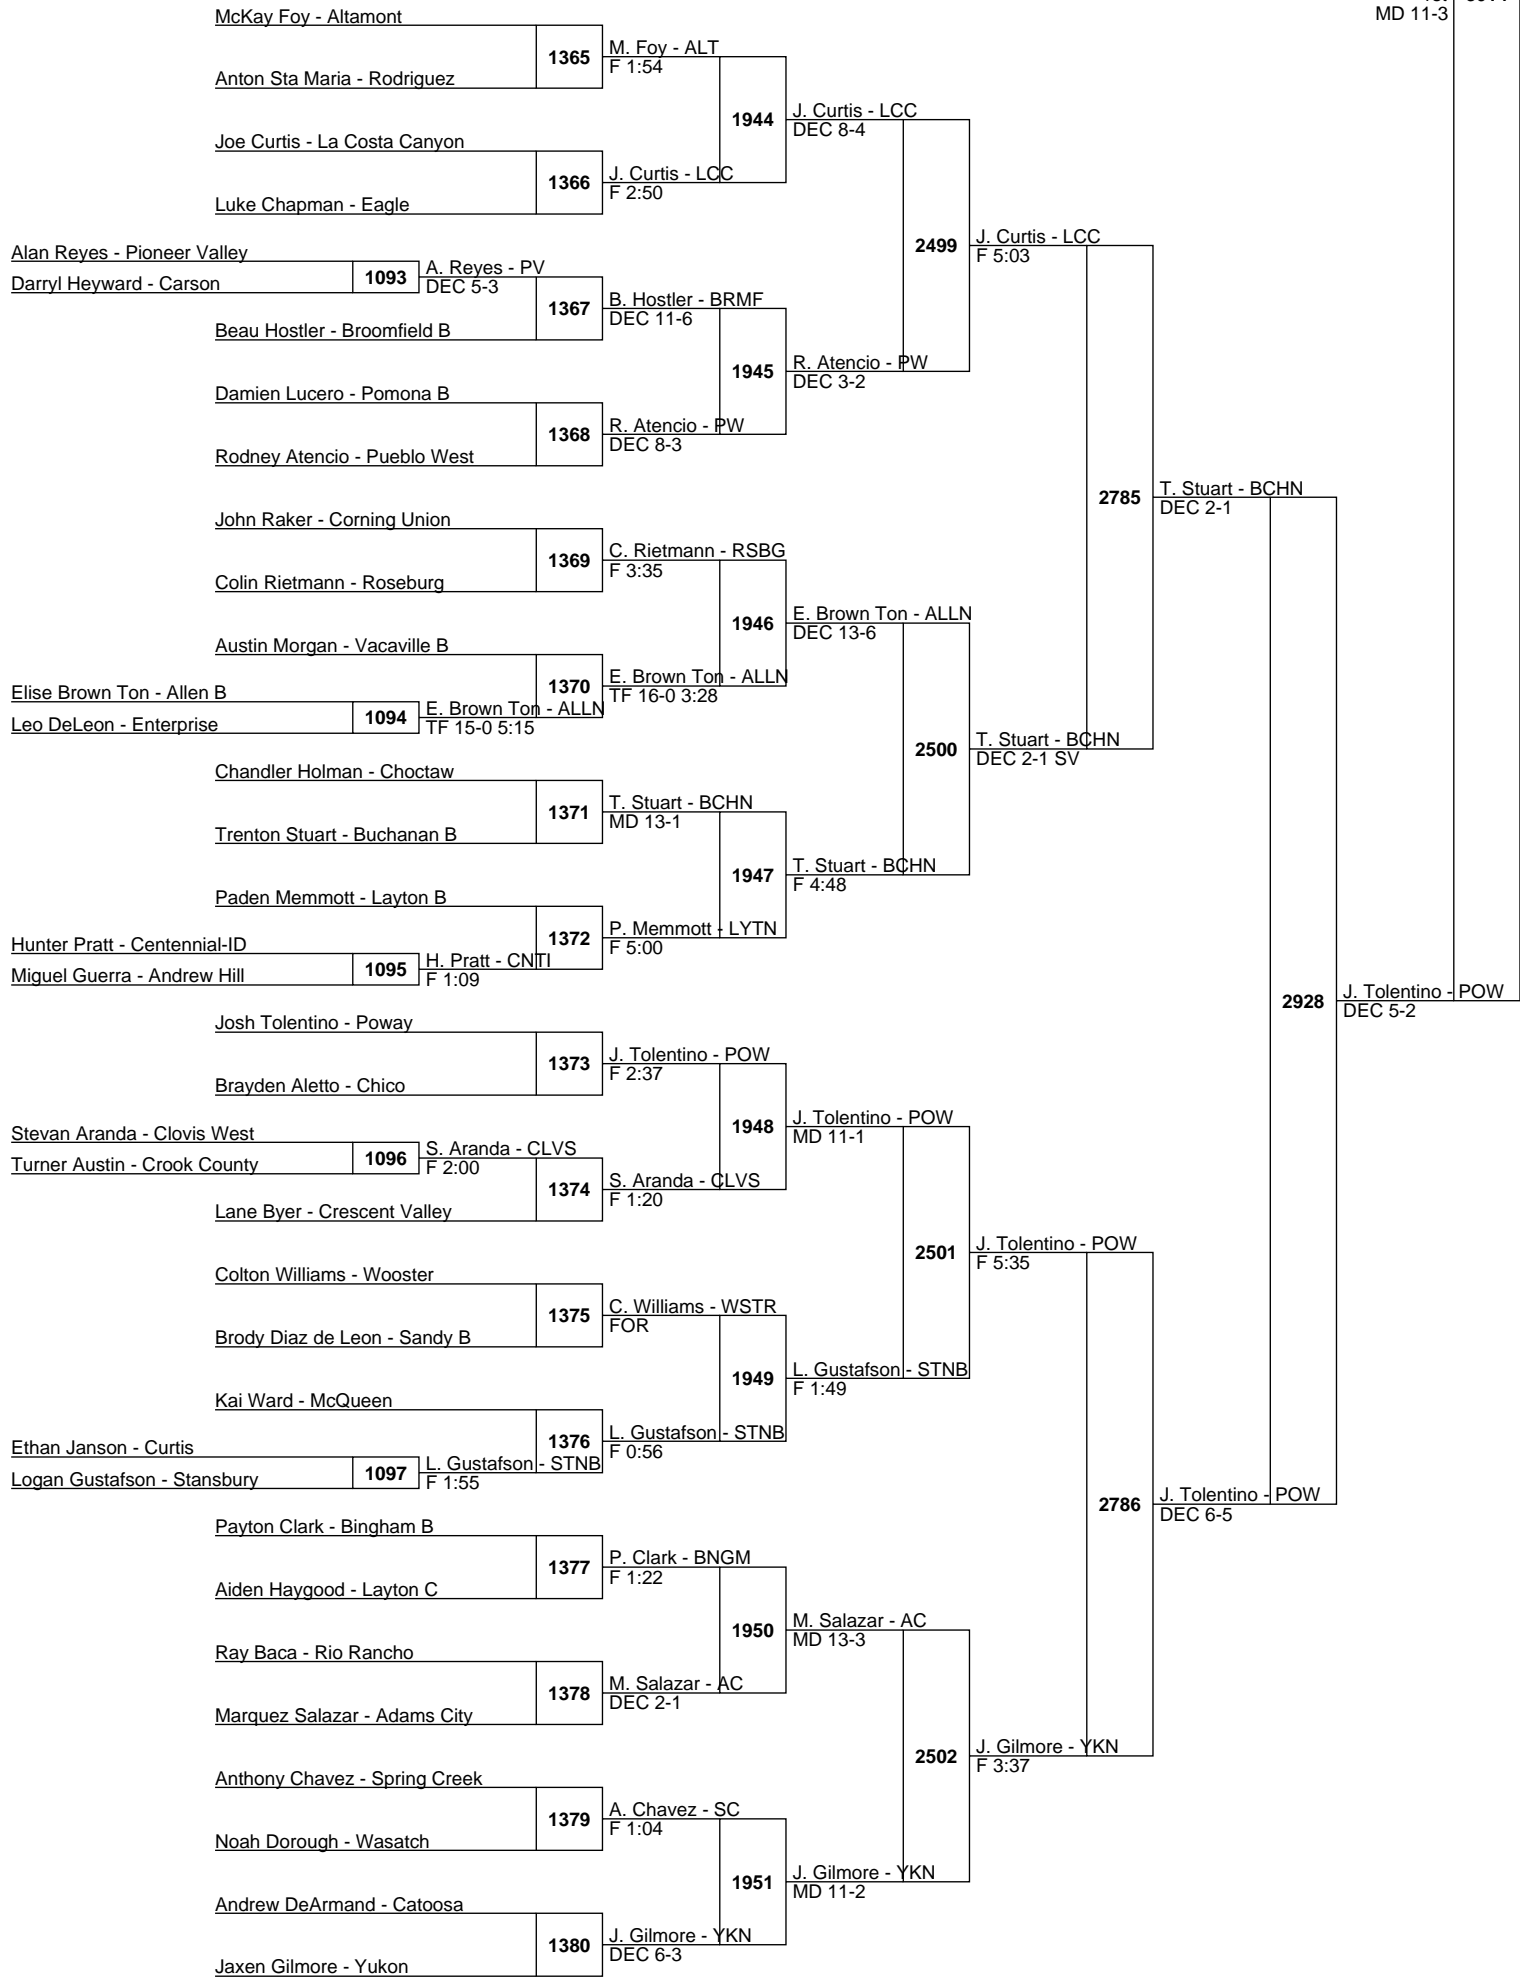 MD 11-3
McKay Foy - Altamont
1365
M. Foy - ALT
F 1:54
Anton Sta Maria - Rodriguez
1944
J. Curtis - LCC
DEC 8-4
Joe Curtis - La Costa Canyon
1366
J. Curtis - LCC
F 2:50
Luke Chapman - Eagle
2499
J. Curtis - LCC
F 5:03
Alan Reyes - Pioneer Valley
Darryl Heyward - Carson
1093
A. Reyes - PV
DEC 5-3
1367
B. Hostler - BRMF
DEC 11-6
Beau Hostler - Broomfield B
1945
R. Atencio - PW
DEC 3-2
Damien Lucero - Pomona B
1368
R. Atencio - PW
DEC 8-3
Rodney Atencio - Pueblo West
2785
T. Stuart - BCHN
DEC 2-1
John Raker - Corning Union
1369
C. Rietmann - RSBG
F 3:35
Colin Rietmann - Roseburg
1946
E. Brown Ton - ALLN
DEC 13-6
Austin Morgan - Vacaville B
1370
E. Brown Ton - ALLN
TF 16-0 3:28
Elise Brown Ton - Allen B
Leo DeLeon - Enterprise
1094
E. Brown Ton - ALLN
TF 15-0 5:15
2500
T. Stuart - BCHN
DEC 2-1 SV
Chandler Holman - Choctaw
1371
T. Stuart - BCHN
MD 13-1
Trenton Stuart - Buchanan B
1947
T. Stuart - BCHN
F 4:48
Paden Memmott - Layton B
1372
P. Memmott - LYTN
F 5:00
Hunter Pratt - Centennial-ID
Miguel Guerra - Andrew Hill
1095
H. Pratt - CNTI
F 1:09
2928
J. Tolentino - POW
DEC 5-2
Josh Tolentino - Poway
1373
J. Tolentino - POW
F 2:37
Brayden Aletto - Chico
1948
J. Tolentino - POW
MD 11-1
Stevan Aranda - Clovis West
Turner Austin - Crook County
1096
S. Aranda - CLVS
F 2:00
1374
S. Aranda - CLVS
F 1:20
Lane Byer - Crescent Valley
2501
J. Tolentino - POW
F 5:35
Colton Williams - Wooster
1375
C. Williams - WSTR
FOR
Brody Diaz de Leon - Sandy B
1949
L. Gustafson - STNB
F 1:49
Kai Ward - McQueen
1376
L. Gustafson - STNB
F 0:56
Ethan Janson - Curtis
Logan Gustafson - Stansbury
1097
L. Gustafson - STNB
F 1:55
2786
J. Tolentino - POW
DEC 6-5
Payton Clark - Bingham B
1377
P. Clark - BNGM
F 1:22
Aiden Haygood - Layton C
1950
M. Salazar - AC
MD 13-3
Ray Baca - Rio Rancho
1378
M. Salazar - AC
DEC 2-1
Marquez Salazar - Adams City
2502
J. Gilmore - YKN
F 3:37
Anthony Chavez - Spring Creek
1379
A. Chavez - SC
F 1:04
Noah Dorough - Wasatch
1951
J. Gilmore - YKN
MD 11-2
Andrew DeArmand - Catoosa
1380
J. Gilmore - YKN
DEC 6-3
Jaxen Gilmore - Yukon